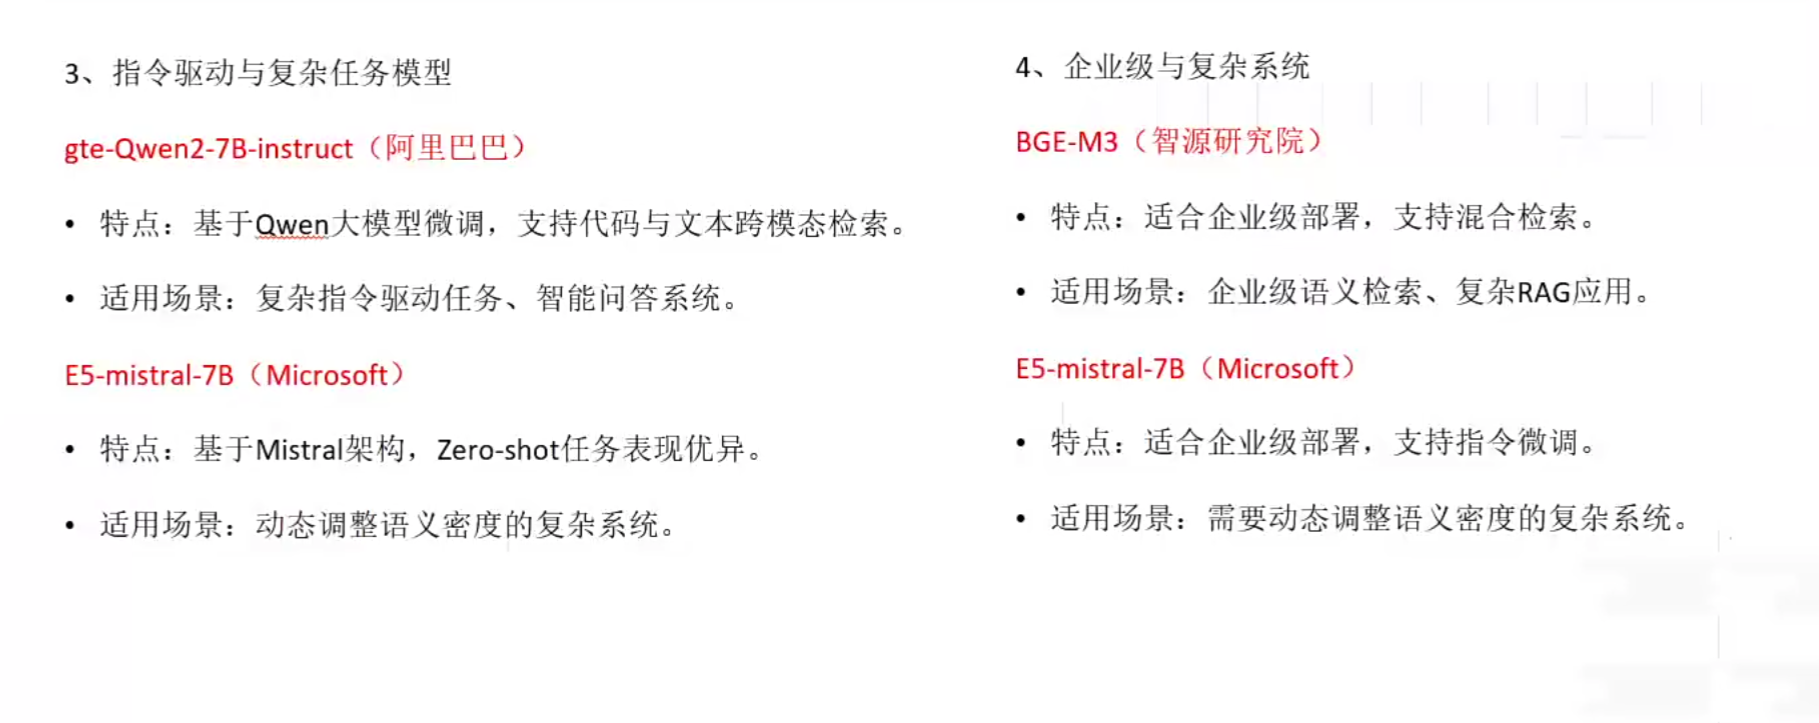 3、指令驱动与复杂任务模型
gte-Qwen2-7B-instruct（阿里巴巴）
• 特点：基于Qwen大模型微调，支持代码与文本跨模态检索。
• 适用场景：复杂指令驱动任务、智能问答系统。
E5-mistral-7B（Microsoft）
• 特点：基于Mistral架构，Zero-shot任务表现优异。
• 适用场景：动态调整语义密度的复杂系统。
4、企业级与复杂系统
BGE-M3（智源研究院）
• 特点：适合企业级部署，支持混合检索。
• 适用场景：企业级语义检索、复杂RAG应用。
E5-mistral-7B（Microsoft）
• 特点：适合企业级部署，支持指令微调。
• 适用场景：需要动态调整语义密度的复杂系统。